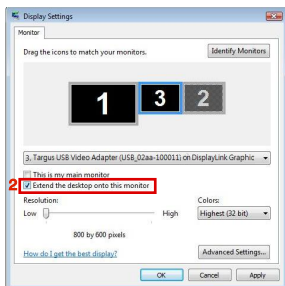 Display Settings
Monitor
Drag the icons to match your monitors.
Identify Monitors
1 3 2
3. Targus USB Video Adapter (USB_02aa-100011) on DisplayLink Graphic
This is my main monitor
2 Extend the desktop onto this monitor
Resolution: Colors:
Low High Highest (32 bit)
800 by 600 pixels
How do I get the best display? Advanced Settings...
OK Cancel Apply